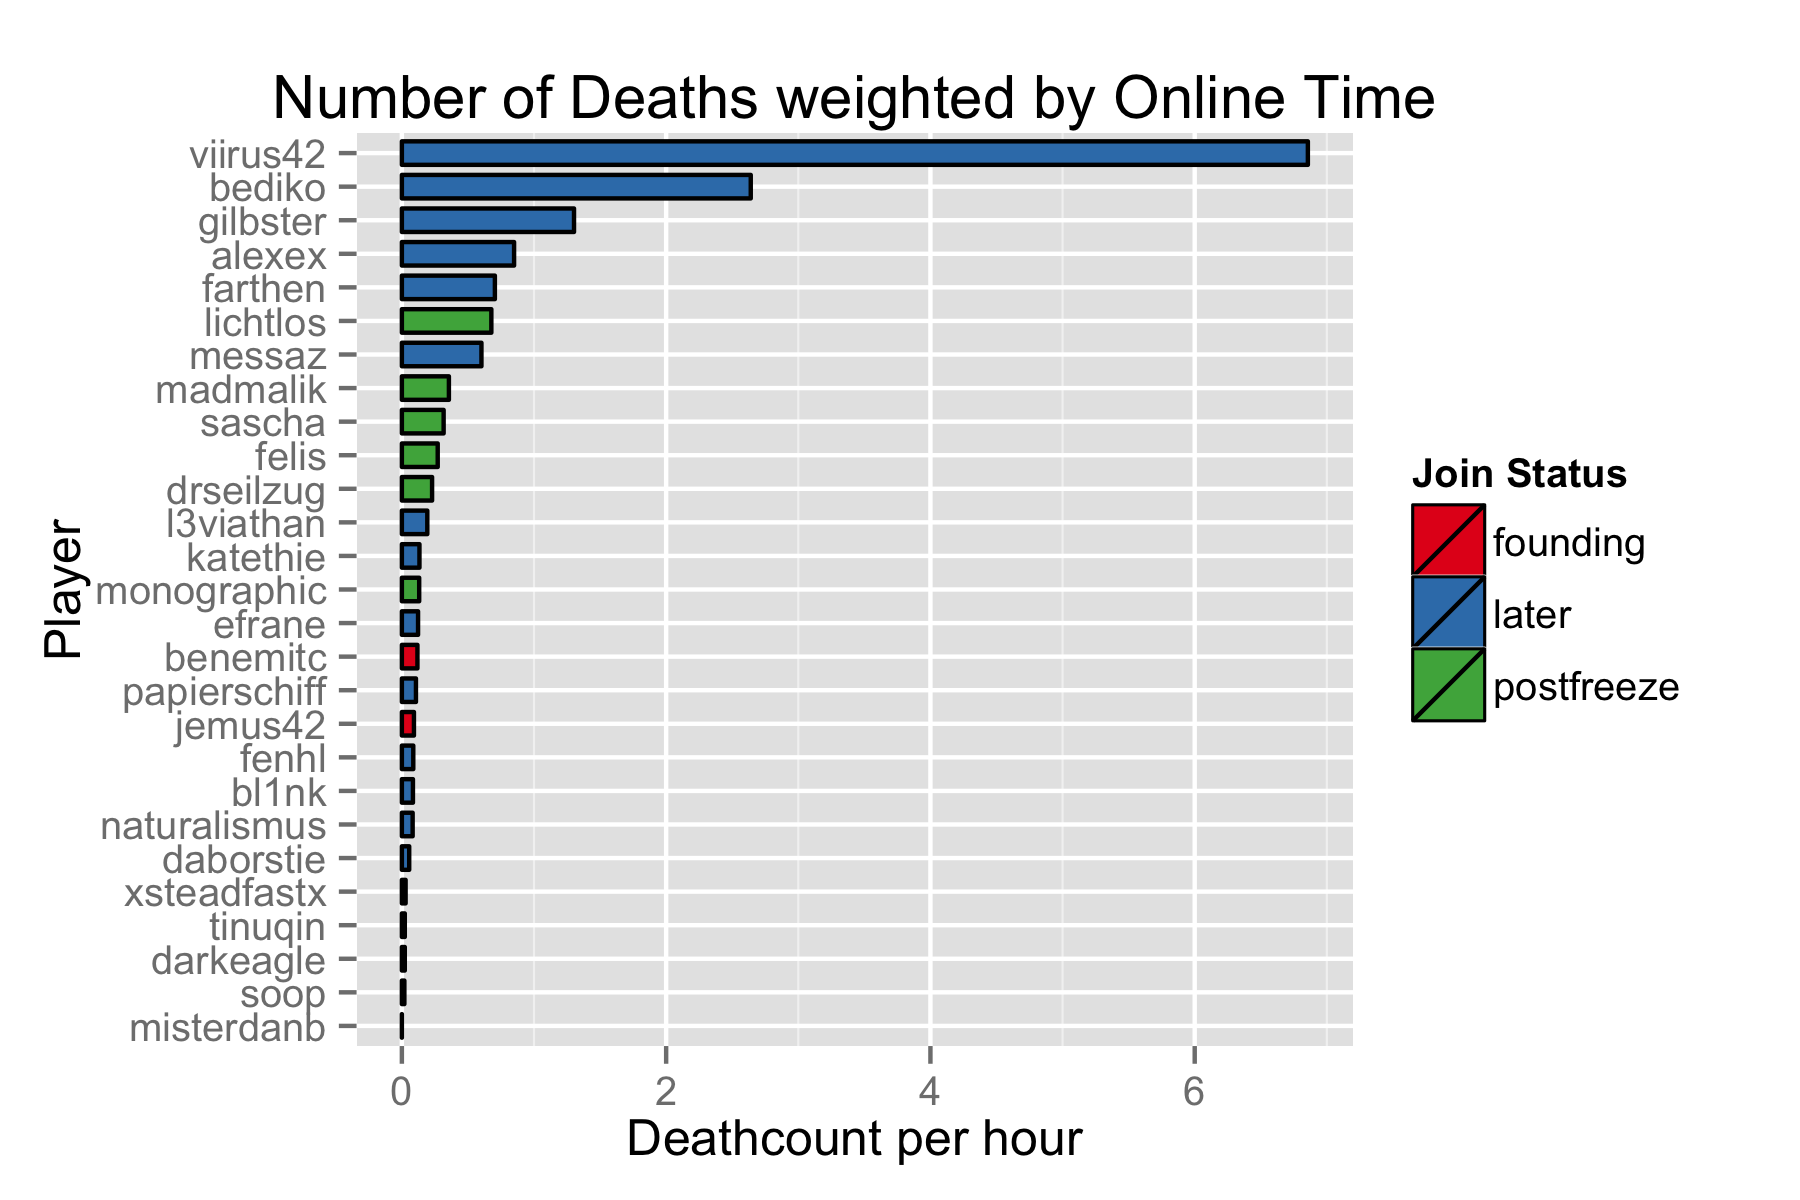 Number of Deaths weighted by Online Time
viirus42
bediko
gilbster
alexex
farthen
lichtlos
messaz
madmalik
sascha
felis
drseilzug
l3viathan
katethie
monographic
efrane
benemitc
papierschiff
jemus42
fenhl
bl1nk
naturalismus
daborstie
xsteadfastx
tinuqin
darkeagle
soop
misterdanb
Player
0 2 4 6
Deathcount per hour
Join Status
founding
later
postfreeze